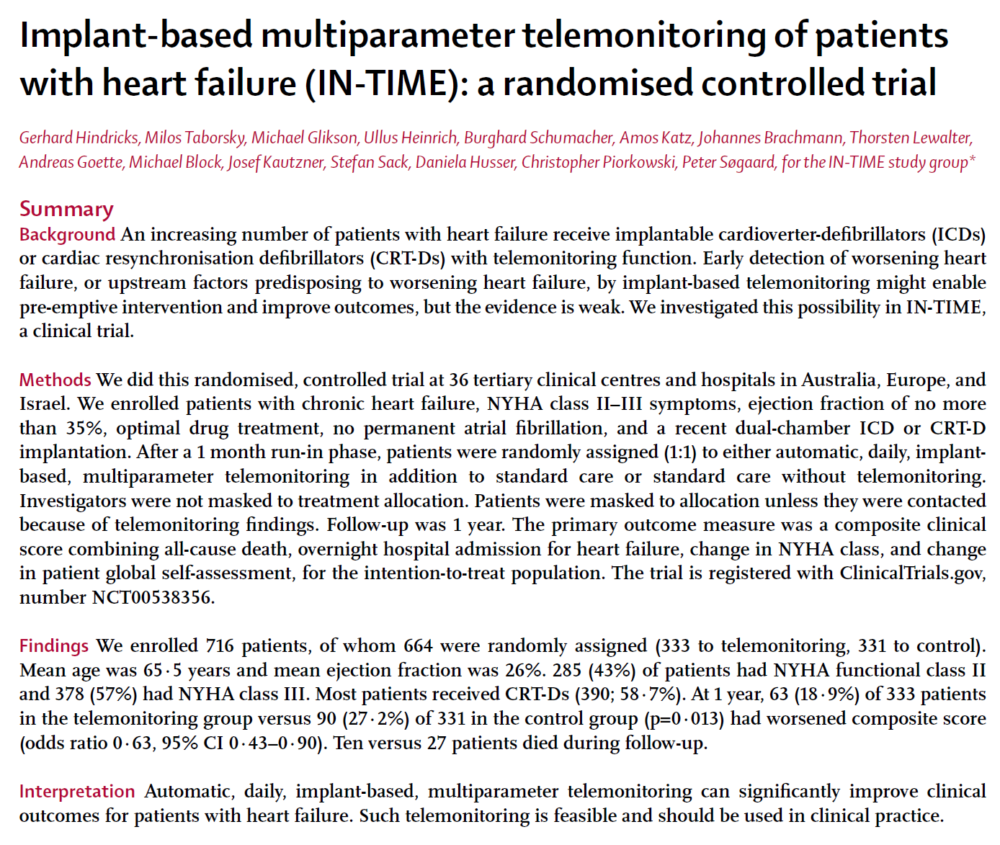 Implant-based multiparameter telemonitoring of patients
with heart failure (IN-TIME): a randomised controlled trial
Gerhard Hindricks, Milos Taborsky, Michael Glikson, Ullus Heinrich, Burghard Schumacher, Amos Katz, Johannes Brachmann, Thorsten Lewalter,
Andreas Goette, Michael Block, Josef Kautzner, Stefan Sack, Daniela Husser, Christopher Piorkowski, Peter Søgaard, for the IN-TIME study group*
Summary
Background An increasing number of patients with heart failure receive implantable cardioverter-defibrillators (ICDs)
or cardiac resynchronisation defibrillators (CRT-Ds) with telemonitoring function. Early detection of worsening heart
failure, or upstream factors predisposing to worsening heart failure, by implant-based telemonitoring might enable
pre-emptive intervention and improve outcomes, but the evidence is weak. We investigated this possibility in IN-TIME,
a clinical trial.
Methods We did this randomised, controlled trial at 36 tertiary clinical centres and hospitals in Australia, Europe, and
Israel. We enrolled patients with chronic heart failure, NYHA class II–III symptoms, ejection fraction of no more
than 35%, optimal drug treatment, no permanent atrial fibrillation, and a recent dual-chamber ICD or CRT-D
implantation. After a 1 month run-in phase, patients were randomly assigned (1:1) to either automatic, daily, implant-
based, multiparameter telemonitoring in addition to standard care or standard care without telemonitoring.
Investigators were not masked to treatment allocation. Patients were masked to allocation unless they were contacted
because of telemonitoring findings. Follow-up was 1 year. The primary outcome measure was a composite clinical
score combining all-cause death, overnight hospital admission for heart failure, change in NYHA class, and change
in patient global self-assessment, for the intention-to-treat population. The trial is registered with ClinicalTrials.gov,
number NCT00538356.
Findings We enrolled 716 patients, of whom 664 were randomly assigned (333 to telemonitoring, 331 to control).
Mean age was 65·5 years and mean ejection fraction was 26%. 285 (43%) of patients had NYHA functional class II
and 378 (57%) had NYHA class III. Most patients received CRT-Ds (390; 58·7%). At 1 year, 63 (18·9%) of 333 patients
in the telemonitoring group versus 90 (27·2%) of 331 in the control group (p=0·013) had worsened composite score
(odds ratio 0·63, 95% CI 0·43–0·90). Ten versus 27 patients died during follow-up.
Interpretation Automatic, daily, implant-based, multiparameter telemonitoring can significantly improve clinical
outcomes for patients with heart failure. Such telemonitoring is feasible and should be used in clinical practice.